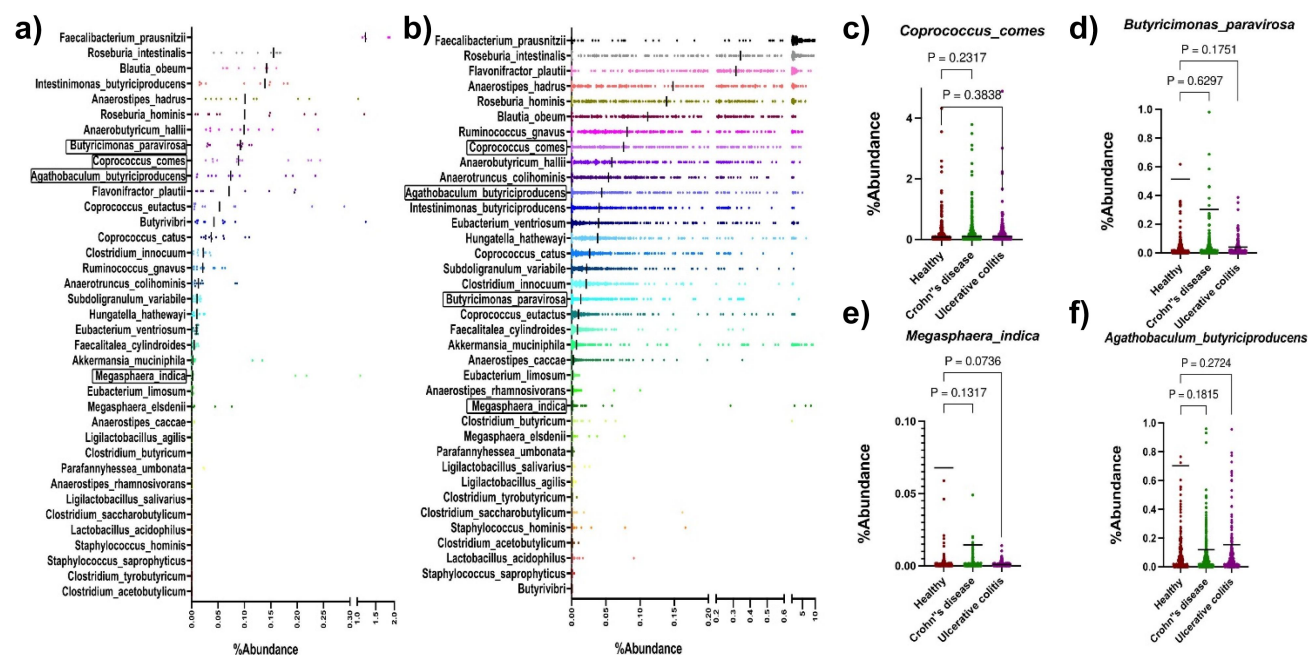 a)
Faecalibacterium_prausnitzii
Roseburia_intestinalis
Blautia_obeum
Intestinimonas_butyriciproducens
Anaerostipes_hadrus
Roseburia_hominis
Anaerobutyricum_hallii
Butyricimonas_paravirosa
Coprococcus_comes
Agathobaculum_butyriciproducens
Flavonifractor_plautii
Coprococcus_eutactus
Butyrivibri
Coprococcus_catus
Clostridium_innocuum
Ruminococcus_gnavus
Anaerotruncus_colihominis
Subdoligranulum_variabile
Hungatella_hathewayi
Eubacterium_ventriosum
Faecalitalea_cylindroides
Akkermansia_muciniphila
Megasphaera_indica
Eubacterium_limosum
Megasphaera_elsdenii
Anaerostipes_caccae
Ligilactobacillus_agilis
Clostridium_butyricum
Parafannyhessea_umbonata
Anaerostipes_rhamnosivorans
Ligilactobacillus_salivarius
Clostridium_saccharobutylicum
Lactobacillus_acidophilus
Staphylococcus_hominis
Staphylococcus_saprophyticus
Clostridium_tyrobutyricum
Clostridium_acetobutylicum
0.00 0.05 0.10 0.15 0.20 0.25 0.30 1.0 1.5 2.0
%Abundance
b)
Faecalibacterium_prausnitzii
Roseburia_intestinalis
Flavonifractor_plautii
Anaerostipes_hadrus
Roseburia_hominis
Blautia_obeum
Ruminococcus_gnavus
Coprococcus_comes
Anaerobutyricum_hallii
Anaerotruncus_colihominis
Agathobaculum_butyriciproducens
Intestinimonas_butyriciproducens
Eubacterium_ventriosum
Hungatella_hathewayi
Coprococcus_catus
Subdoligranulum_variabile
Clostridium_innocuum
Butyricimonas_paravirosa
Coprococcus_eutactus
Faecalitalea_cylindroides
Akkermansia_muciniphila
Anaerostipes_caccae
Eubacterium_limosum
Anaerostipes_rhamnosivorans
Megasphaera_indica
Clostridium_butyricum
Megasphaera_elsdenii
Parafannyhessea_umbonata
Ligilactobacillus_salivarius
Ligilactobacillus_agilis
Clostridium_tyrobutyricum
Clostridium_saccharobutylicum
Staphylococcus_hominis
Clostridium_acetobutylicum
Lactobacillus_acidophilus
Staphylococcus_saprophyticus
Butyrivibri
0.00 0.05 0.10 0.15 0.20 0.2 0.3 0.4 0.5 0.6 5 10
%Abundance
c)
Coprococcus_comes
P = 0.2317
P = 0.3838
%Abundance
4
2
0
Healthy
Crohn"s disease
Ulcerative colitis
d)
Butyricimonas_paravirosa
P = 0.1751
P = 0.6297
%Abundance
1.0
0.8
0.6
0.4
0.2
0.0
Healthy
Crohn"s disease
Ulcerative colitis
e)
Megasphaera_indica
P = 0.0736
P = 0.1317
%Abundance
0.10
0.05
0.00
Healthy
Crohn"s disease
Ulcerative colitis
f)
Agathobaculum_butyriciproducens
P = 0.2724
P = 0.1815
%Abundance
1.0
0.8
0.6
0.4
0.2
0.0
Healthy
Crohn"s disease
Ulcerative colitis